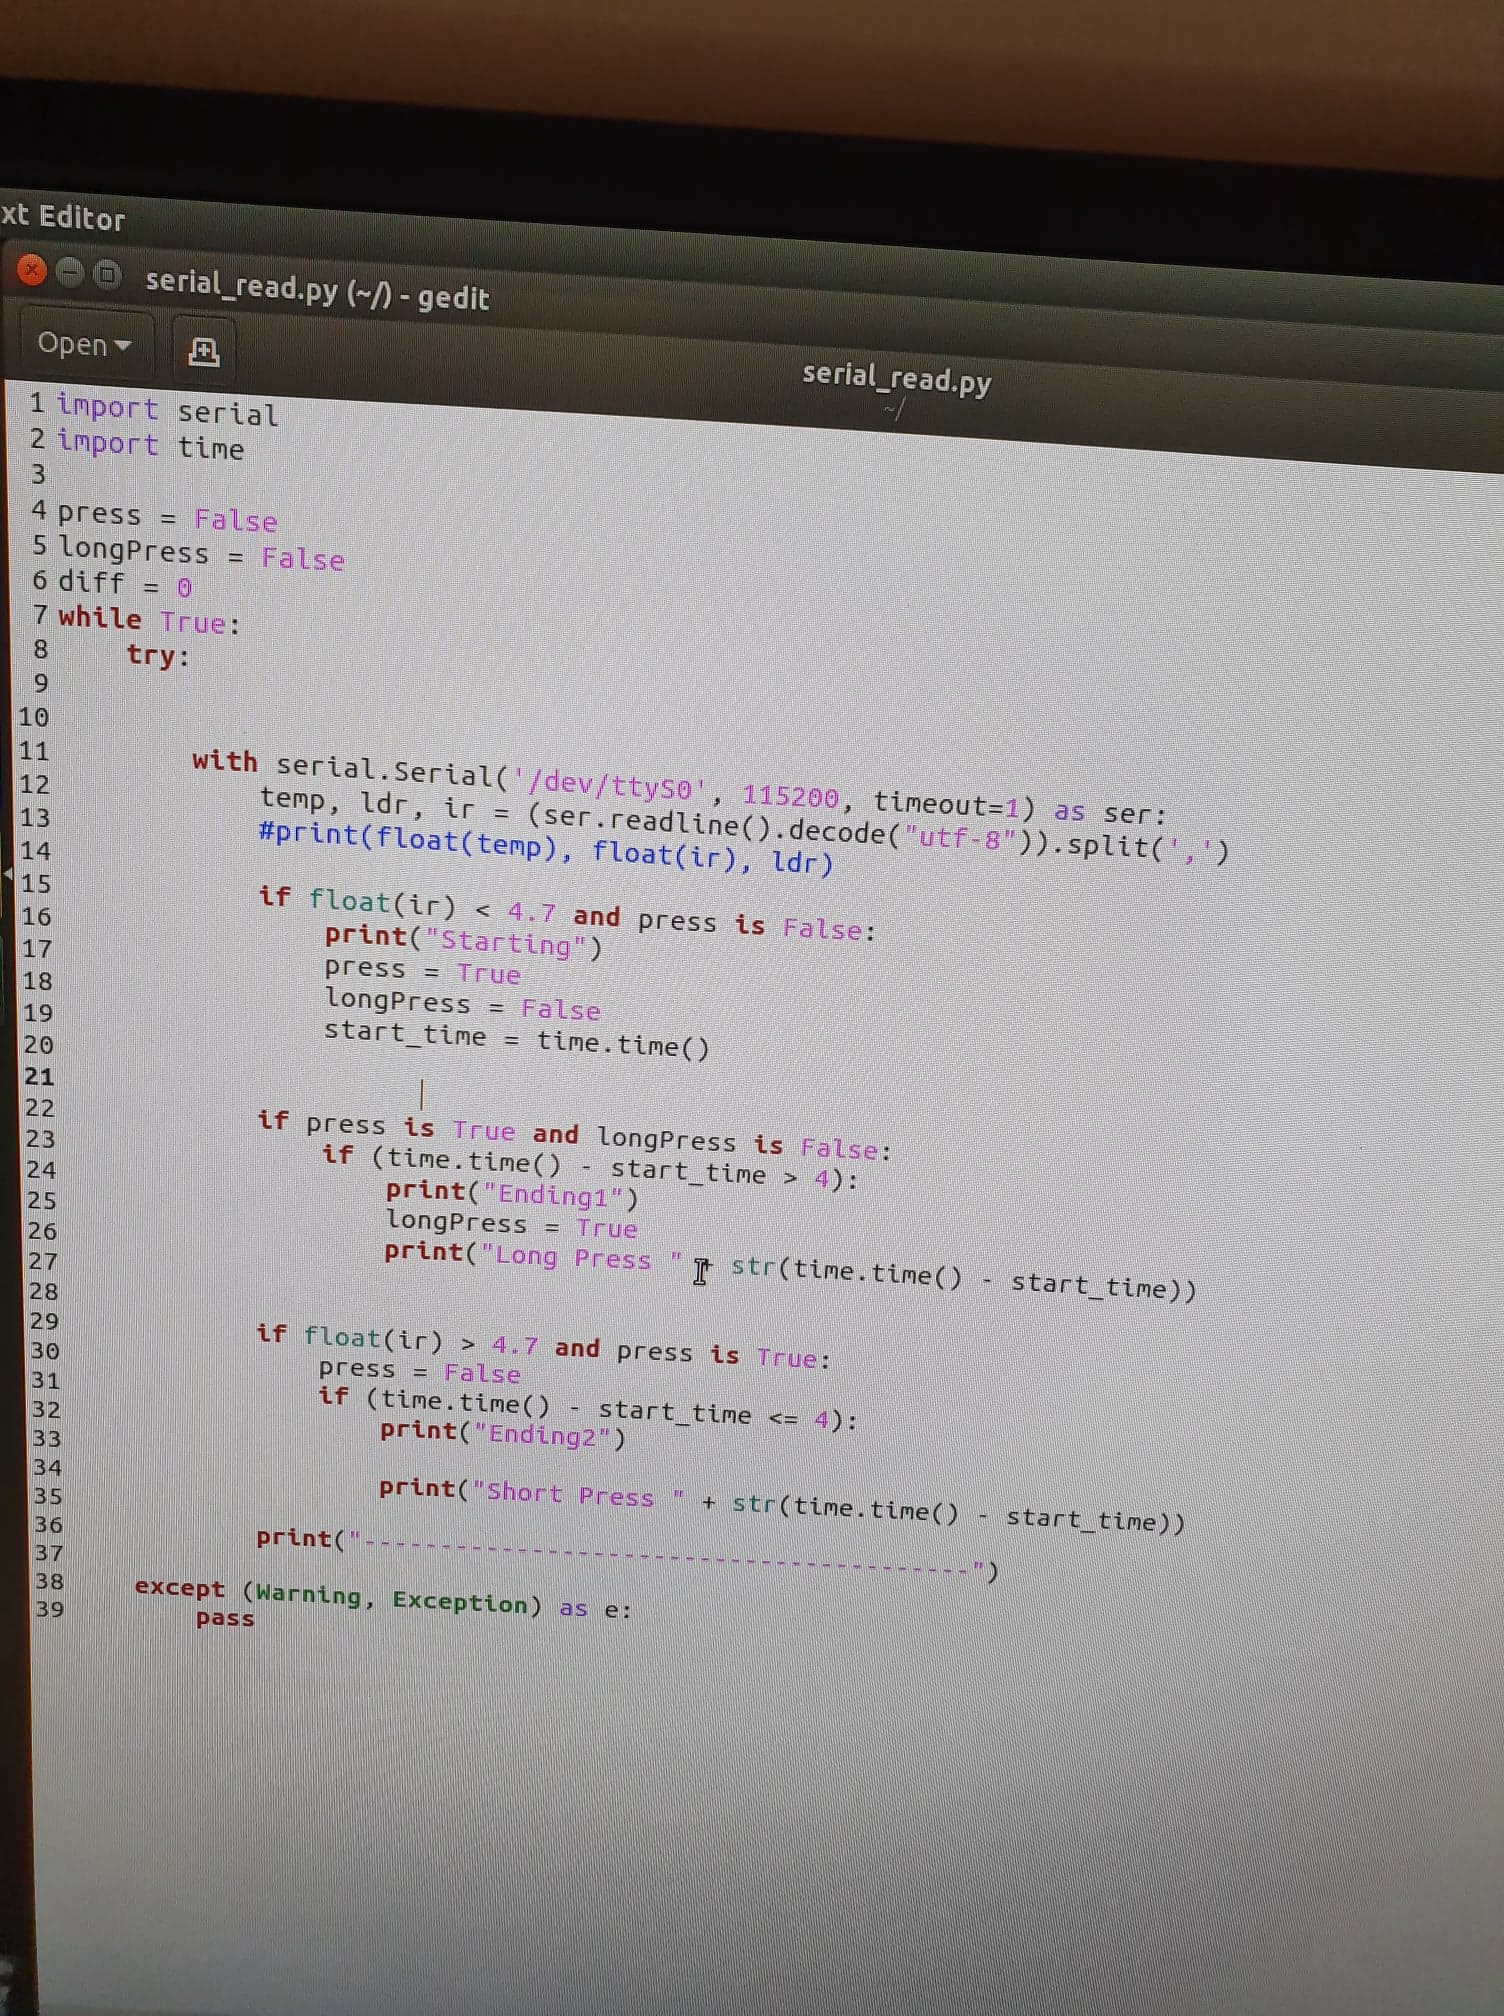 xt Editor
serial_read.py (~/) - gedit
Open
serial_read.py
~/
1 import serial
2 import time
3
4 press = False
5 longPress = False
6 diff = 0
7 while True:
8     try:
9
10
11         with serial.Serial('/dev/ttyS0', 115200, timeout=1) as ser:
12             temp, ldr, ir = (ser.readline().decode("utf-8")).split(',')
13             #print(float(temp), float(ir), ldr)
14
15             if float(ir) < 4.7 and press is False:
16                 print("Starting")
17                 press = True
18                 longPress = False
19                 start_time = time.time()
20
21
22             if press is True and longPress is False:
23                 if (time.time() - start_time > 4):
24                     print("Ending1")
25                     longPress = True
26                     print("Long Press " + str(time.time() - start_time))
27
28
29             if float(ir) > 4.7 and press is True:
30                 press = False
31                 if (time.time() - start_time <= 4):
32                     print("Ending2")
33
34                     print("Short Press " + str(time.time() - start_time))
35
36             print("----------------------------------------")
37
38     except (Warning, Exception) as e:
39         pass